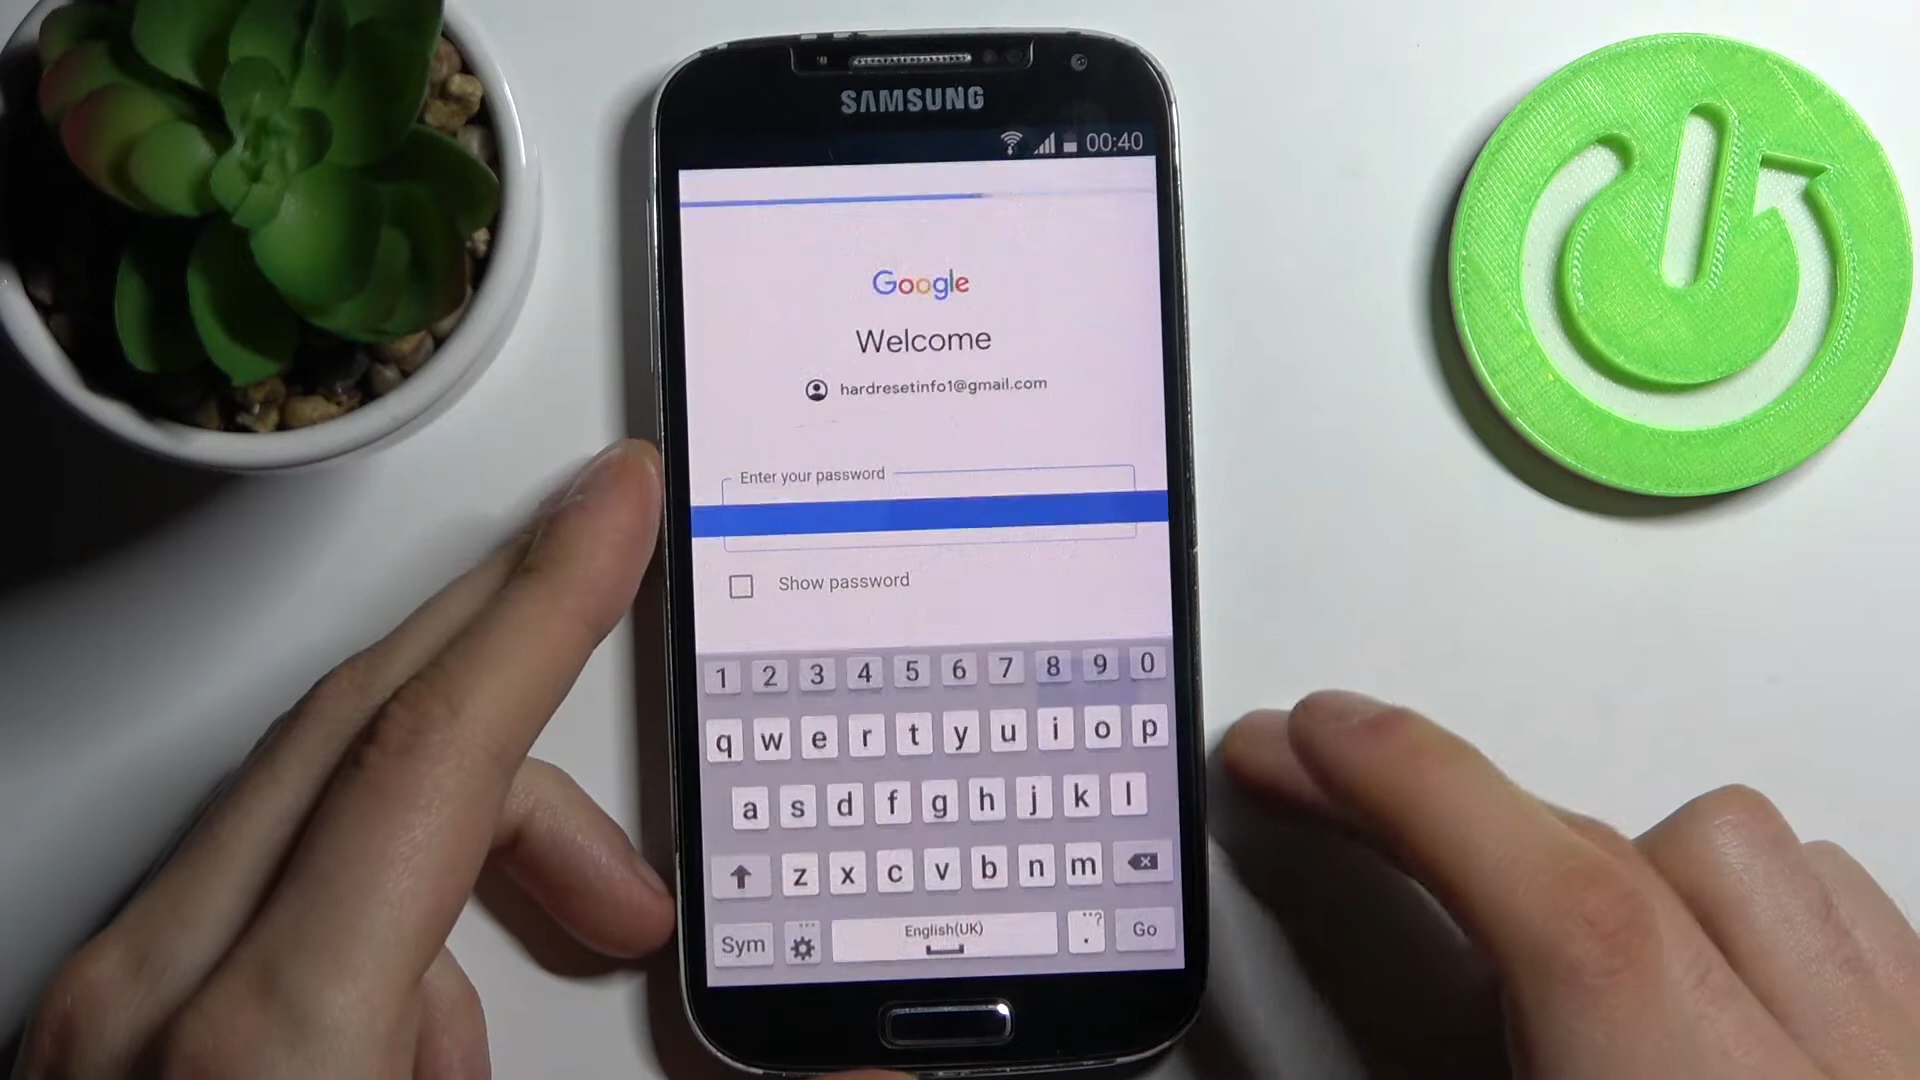 SAMSUNG
00:40
Google
Welcome
hardresetinfo1@gmail.com
Enter your password
Show password
1 2 3 4 5 6 7 8 9 0
q w e r t y u i o p
a s d f g h j k l
z x c v b n m
Sym English(UK) . ? Go